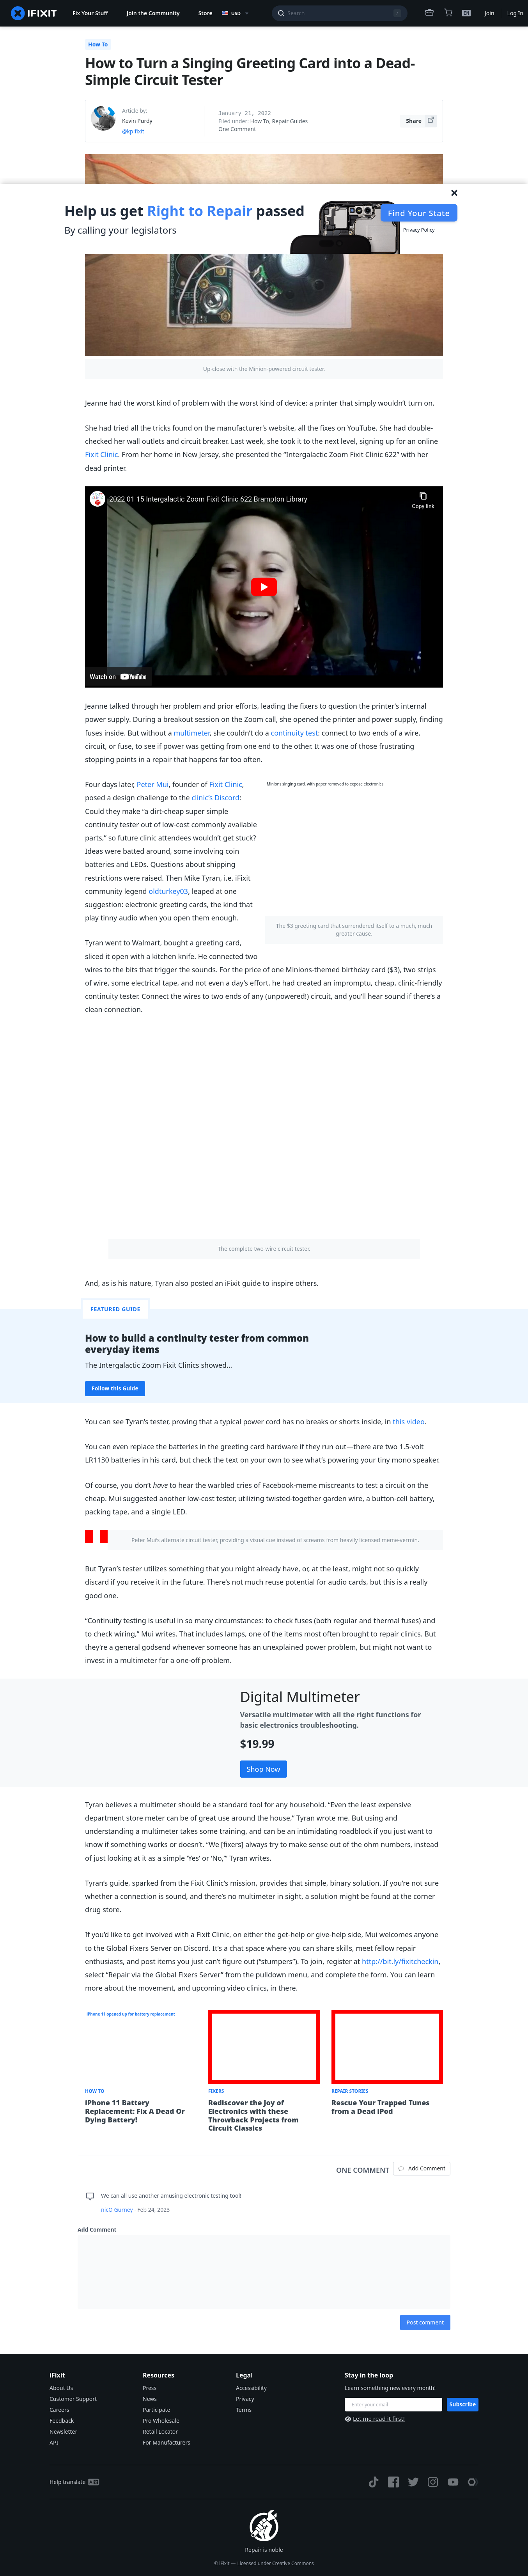 IFIXIT
Fix Your Stuff
Join the Community
Store
USD
Search
/
EN
Join
Log In
How To
How to Turn a Singing Greeting Card into a Dead-
Simple Circuit Tester
Article by:
Kevin Purdy
@kpifixit
January 21, 2022
Filed under: How To, Repair Guides
One Comment
Share
Help us get Right to Repair passed
By calling your legislators
Find Your State
Privacy Policy
Up-close with the Minion-powered circuit tester.
Jeanne had the worst kind of problem with the worst kind of device: a printer that simply wouldn't turn on.
She had tried all the tricks found on the manufacturer's website, all the fixes on YouTube. She had double-
checked her wall outlets and circuit breaker. Last week, she took it to the next level, signing up for an online
Fixit Clinic. From her home in New Jersey, she presented the "Intergalactic Zoom Fixit Clinic 622" with her
dead printer.
2022 01 15 Intergalactic Zoom Fixit Clinic 622 Brampton Library
Copy link
Watch on YouTube
Jeanne talked through her problem and prior efforts, leading the fixers to question the printer's internal
power supply. During a breakout session on the Zoom call, she opened the printer and power supply, finding
fuses inside. But without a multimeter, she couldn't do a continuity test: connect to two ends of a wire,
circuit, or fuse, to see if power was getting from one end to the other. It was one of those frustrating
stopping points in a repair that happens far too often.
Four days later, Peter Mui, founder of Fixit Clinic,
posed a design challenge to the clinic's Discord:
Could they make "a dirt-cheap super simple
continuity tester out of low-cost commonly available
parts," so future clinic attendees wouldn't get stuck?
Ideas were batted around, some involving coin
batteries and LEDs. Questions about shipping
restrictions were raised. Then Mike Tyran, i.e. iFixit
community legend oldturkey03, leaped at one
suggestion: electronic greeting cards, the kind that
play tinny audio when you open them enough.
Minions singing card, with paper removed to expose electronics.
The $3 greeting card that surrendered itself to a much, much
greater cause.
Tyran went to Walmart, bought a greeting card,
sliced it open with a kitchen knife. He connected two
wires to the bits that trigger the sounds. For the price of one Minions-themed birthday card ($3), two strips
of wire, some electrical tape, and not even a day's effort, he had created an impromptu, cheap, clinic-friendly
continuity tester. Connect the wires to two ends of any (unpowered!) circuit, and you'll hear sound if there's a
clean connection.
The complete two-wire circuit tester.
And, as is his nature, Tyran also posted an iFixit guide to inspire others.
FEATURED GUIDE
How to build a continuity tester from common
everyday items
The Intergalactic Zoom Fixit Clinics showed...
Follow this Guide
You can see Tyran's tester, proving that a typical power cord has no breaks or shorts inside, in this video.
You can even replace the batteries in the greeting card hardware if they run out—there are two 1.5-volt
LR1130 batteries in his card, but check the text on your own to see what's powering your tiny mono speaker.
Of course, you don't have to hear the warbled cries of Facebook-meme miscreants to test a circuit on the
cheap. Mui suggested another low-cost tester, utilizing twisted-together garden wire, a button-cell battery,
packing tape, and a single LED.
Peter Mui's alternate circuit tester, providing a visual cue instead of screams from heavily licensed meme-vermin.
But Tyran's tester utilizes something that you might already have, or, at the least, might not so quickly
discard if you receive it in the future. There's not much reuse potential for audio cards, but this is a really
good one.
"Continuity testing is useful in so many circumstances: to check fuses (both regular and thermal fuses) and
to check wiring," Mui writes. That includes lamps, one of the items most often brought to repair clinics. But
they're a general godsend whenever someone has an unexplained power problem, but might not want to
invest in a multimeter for a one-off problem.
Digital Multimeter
Versatile multimeter with all the right functions for
basic electronics troubleshooting.
$19.99
Shop Now
Tyran believes a multimeter should be a standard tool for any household. "Even the least expensive
department store meter can be of great use around the house," Tyran wrote me. But using and
understanding a multimeter takes some training, and can be an intimidating roadblock if you just want to
know if something works or doesn't. "We [fixers] always try to make sense out of the ohm numbers, instead
of just looking at it as a simple 'Yes' or 'No,'" Tyran writes.
Tyran's guide, sparked from the Fixit Clinic's mission, provides that simple, binary solution. If you're not sure
whether a connection is sound, and there's no multimeter in sight, a solution might be found at the corner
drug store.
If you'd like to get involved with a Fixit Clinic, on either the get-help or give-help side, Mui welcomes anyone
to the Global Fixers Server on Discord. It's a chat space where you can share skills, meet fellow repair
enthusiasts, and post items you just can't figure out ("stumpers"). To join, register at http://bit.ly/fixitcheckin,
select "Repair via the Global Fixers Server" from the pulldown menu, and complete the form. You can learn
more about the movement, and upcoming video clinics, in there.
iPhone 11 opened up for battery replacement
HOW TO
iPhone 11 Battery
Replacement: Fix A Dead Or
Dying Battery!
FIXERS
Rediscover the Joy of
Electronics with these
Throwback Projects from
Circuit Classics
REPAIR STORIES
Rescue Your Trapped Tunes
from a Dead iPod
ONE COMMENT
Add Comment
We can all use another amusing electronic testing tool!
nicO Gurney - Feb 24, 2023
Add Comment
Post comment
iFixit
About Us
Customer Support
Careers
Feedback
Newsletter
API
Resources
Press
News
Participate
Pro Wholesale
Retail Locator
For Manufacturers
Legal
Accessibility
Privacy
Terms
Stay in the loop
Learn something new every month!
Enter your email
Subscribe
Let me read it first!
Help translate
Repair is noble
© iFixit — Licensed under Creative Commons